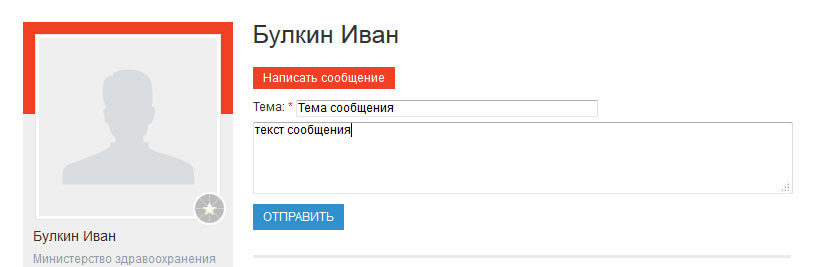 Булкин Иван
Написать сообщение
Тема: * Тема сообщения
текст сообщения
ОТПРАВИТЬ
Булкин Иван
Министерство здравоохранения